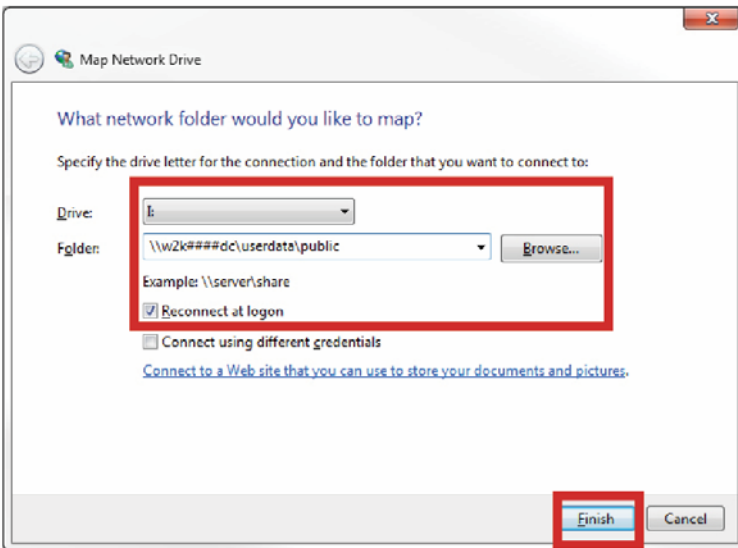 Map Network Drive
What network folder would you like to map?
Specify the drive letter for the connection and the folder that you want to connect to:
Drive: I:
Folder: \\w2k####dc\userdata\public Browse...
Example: \\server\share
Reconnect at logon
Connect using different credentials
Connect to a Web site that you can use to store your documents and pictures.
Finish Cancel